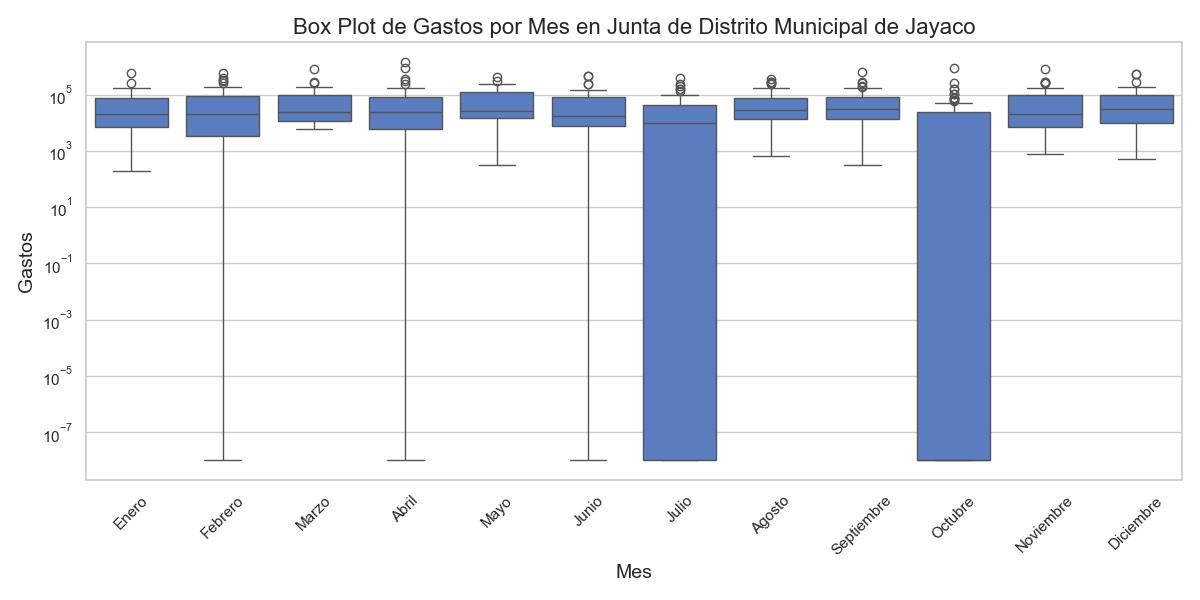 Box Plot de Gastos por Mes en Junta de Distrito Municipal de Jayaco
Gastos
10^5
10^3
10^1
10^−1
10^−3
10^−5
10^−7
Enero
Febrero
Marzo
Abril
Mayo
Junio
Julio
Agosto
Septiembre
Octubre
Noviembre
Diciembre
Mes